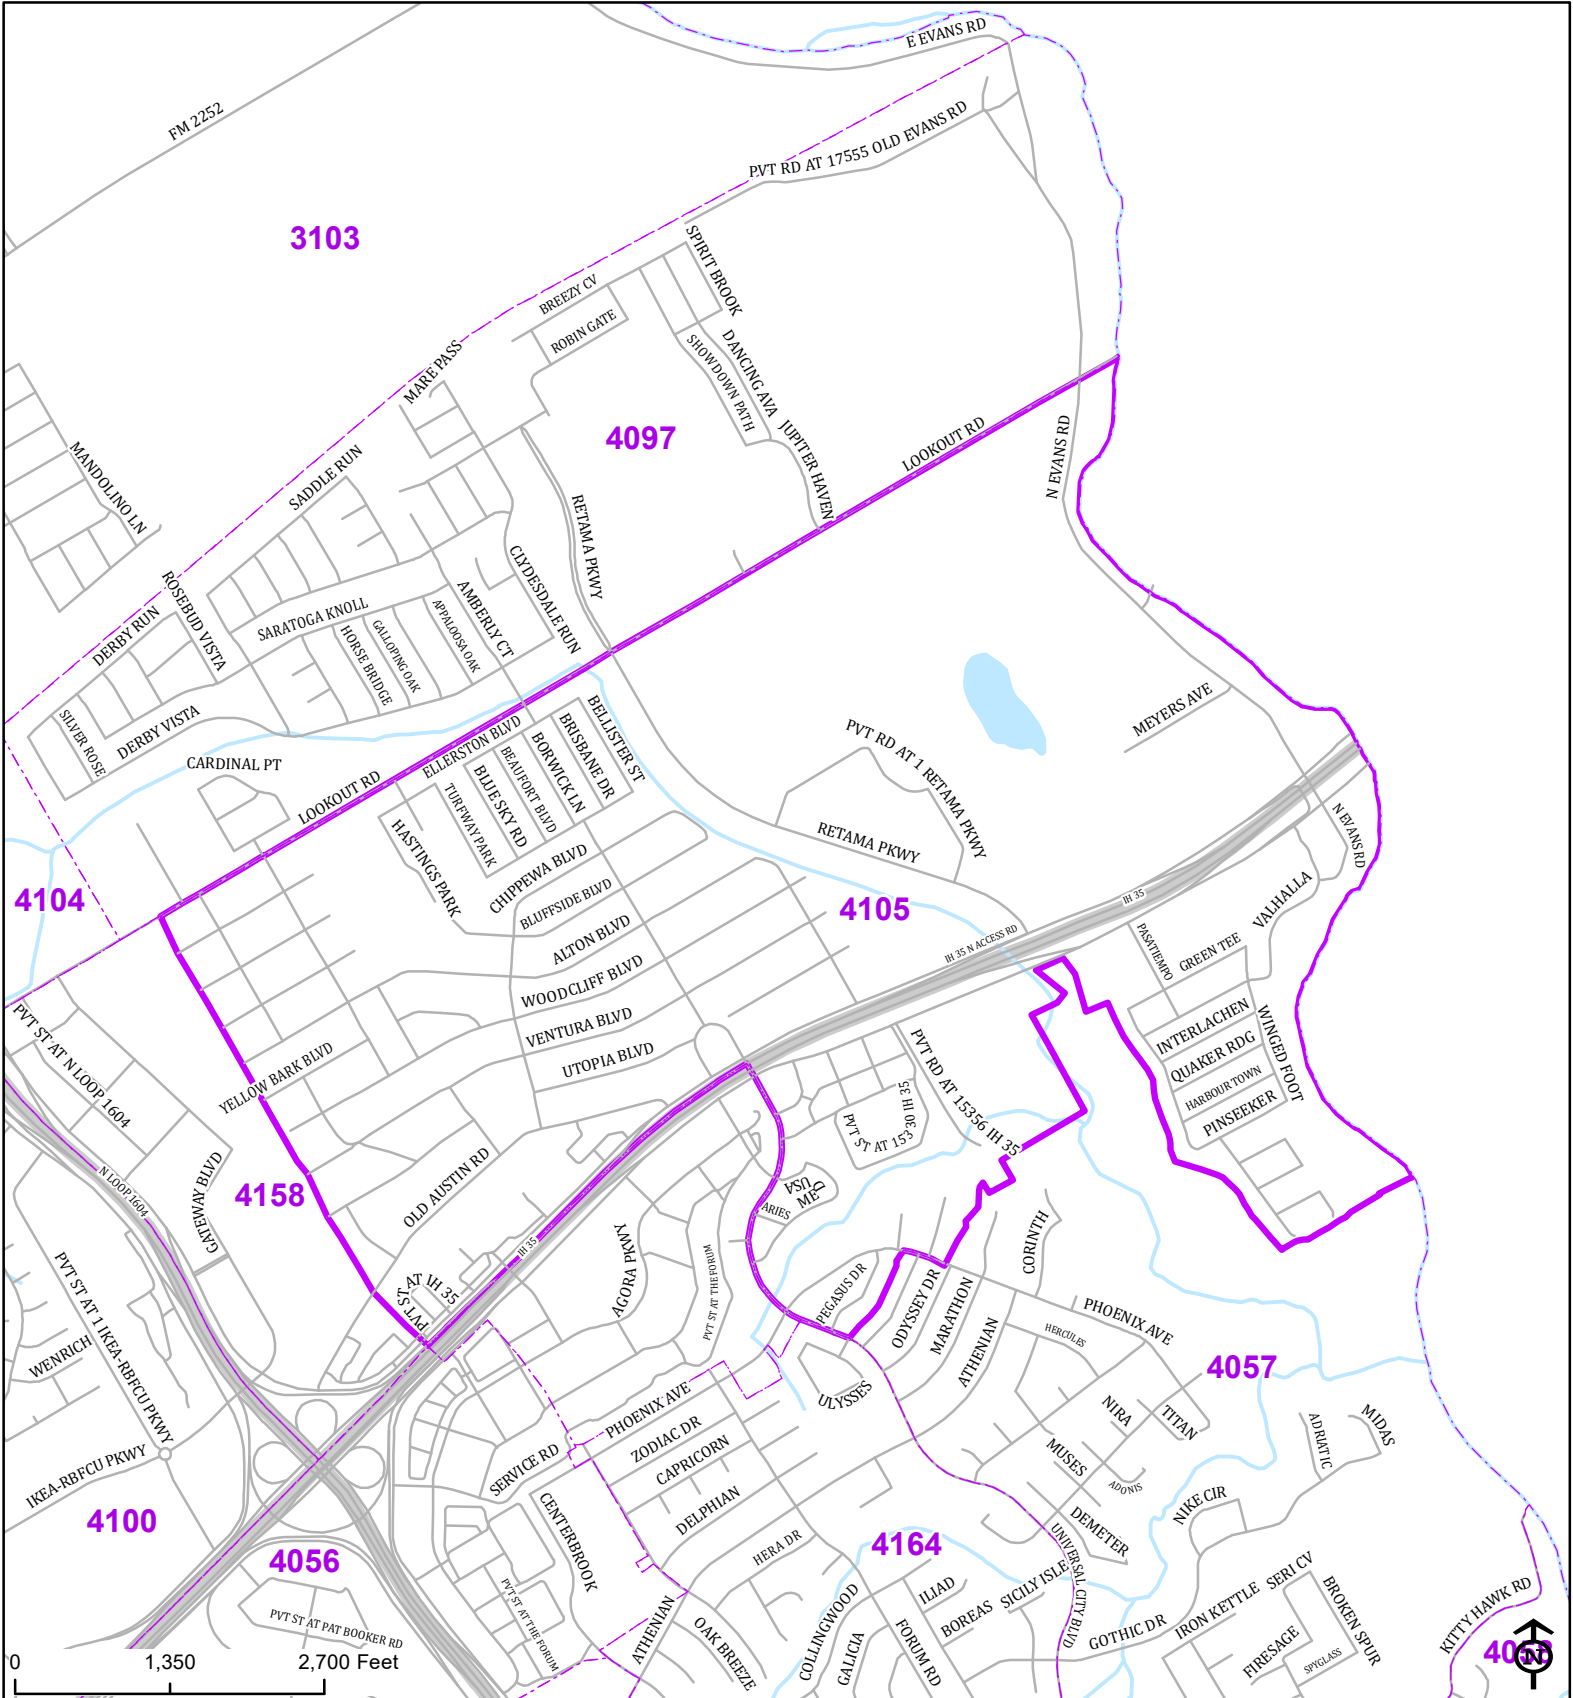 E EVANS RD
FM 2252
PVT RD AT 17555 OLD EVANS RD
3103
SPIRIT BROOK
BREEZY CV
ROBIN GATE
DANCING AVA
SHOWDOWN PATH
MARE PASS
4097
JUPITER HAVEN
LOOKOUT RD
N EVANS RD
MANDOLINO LN
SADDLE RUN
RETAMA PKWY
CLYDESDALE RUN
ROSEBUD VISTA
AMBERLY CT
APPALOOSA OAK
SARATOGA KNOLL
GALLOPING OAK
HORSE BRIDGE
DERBY RUN
SILVER ROSE
DERBY VISTA
MEYERS AVE
BELLISTER ST
BRISBANE DR
BORWICK LN
ELLERSTON BLVD
BEAUFORT BLVD
BLUE SKY RD
TURFWAY PARK
CARDINAL PT
LOOKOUT RD
PVT RD AT 1 RETAMA PKWY
RETAMA PKWY
N EVANS RD
HASTINGS PARK
CHIPPEWA BLVD
BLUFFSIDE BLVD
4104
4105
IH 35
VALHALLA
ALTON BLVD
IH 35 N ACCESS RD
PASATIEMPO
GREEN TEE
WOODCLIFF BLVD
VENTURA BLVD
UTOPIA BLVD
PVT ST AT N LOOP 1604
YELLOW BARK BLVD
INTERLACHEN
WINGED FOOT
QUAKER RDG
HARBOUR TOWN
PINSEEKER
PVT RD AT 15356 IH 35
PVT ST AT 15330 IH 35
N LOOP 1604
GATEWAY BLVD
4158
OLD AUSTIN RD
MEDUSA
ARIES
IH 35
AGORA PKWY
PVT ST AT THE FORUM
CORINTH
PVT ST AT IH 35
PVT ST AT 1 IKEA-RBFCU PKWY
PEGASUS DR
ODYSSEY DR
MARATHON
ATHENIAN
PHOENIX AVE
HERCULES
WENRICH
4057
ULYSSES
PHOENIX AVE
ZODIAC DR
CAPRICORN
NIRA
TITAN
ADRIATIC
MIDAS
SERVICE RD
IKEA-RBFCU PKWY
MUSES
ADONIS
DELPHIAN
CENTERBROOK
NIKE CIR
4100
4056
DEMETER
4164
HERA DR
UNIVERSAL CITY BLVD
PVT ST AT THE FORUM
PVT ST AT PAT BOOKER RD
ILIAD
SICILY ISLE
BOREAS
COLLINGWOOD
GALICIA
FORUM RD
ATHENIAN
OAK BREEZE
GOTHIC DR
IRON KETTLE
SERI CV
BROKEN SPUR
FIRESAGE
SPYGLASS
KITTY HAWK RD
N
0 1,350 2,700 Feet